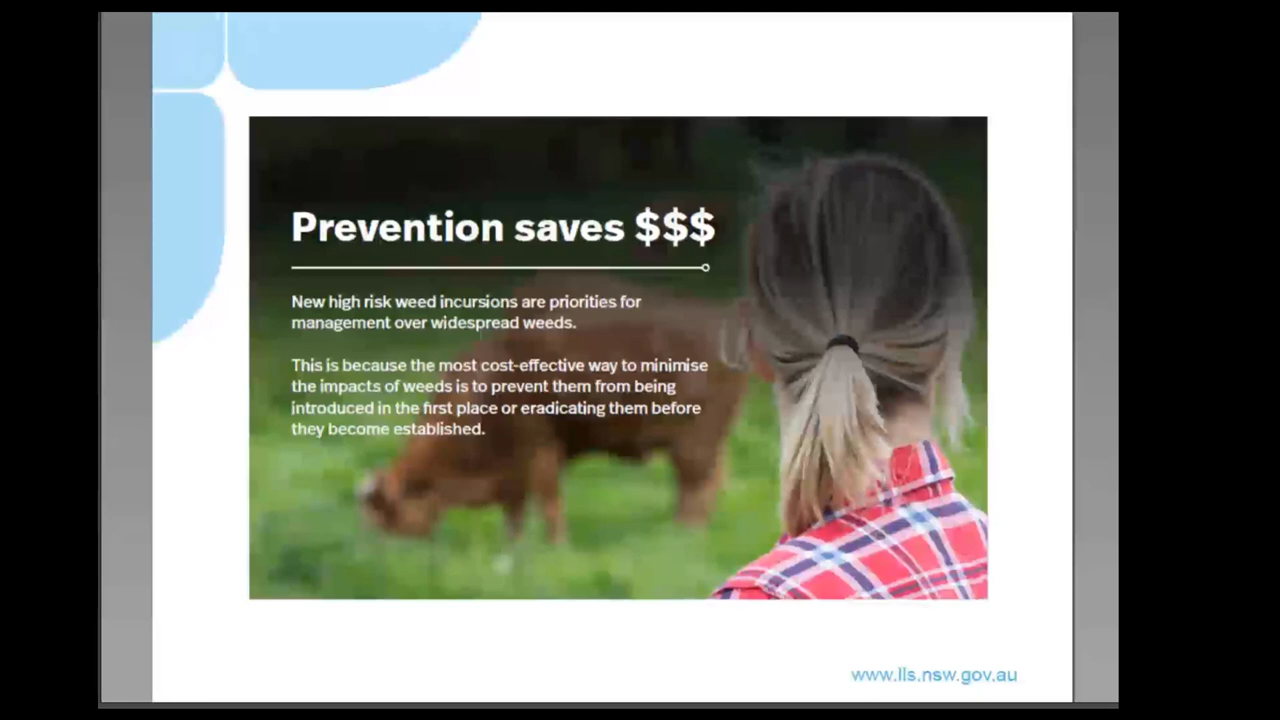 Prevention saves $$$
New high risk weed incursions are priorities for
management over widespread weeds.
This is because the most cost-effective way to minimise
the impacts of weeds is to prevent them from being
introduced in the first place or eradicating them before
they become established.
www.lls.nsw.gov.au